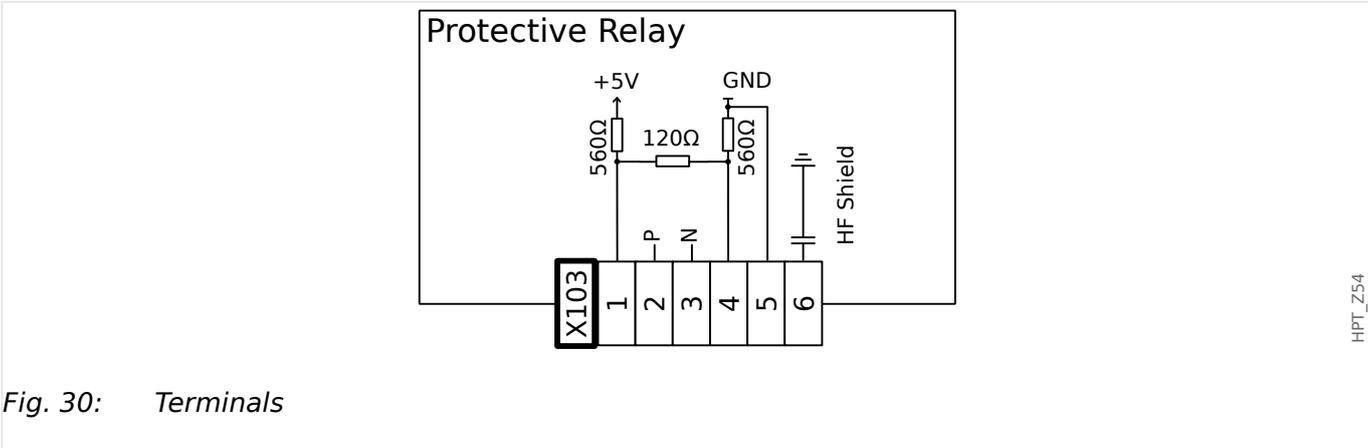 Protective Relay
+5V
GND
560Ω
120Ω
560Ω
HF Shield
P
N
X103
1
2
3
4
5
6
HPT_Z54
Fig. 30: Terminals